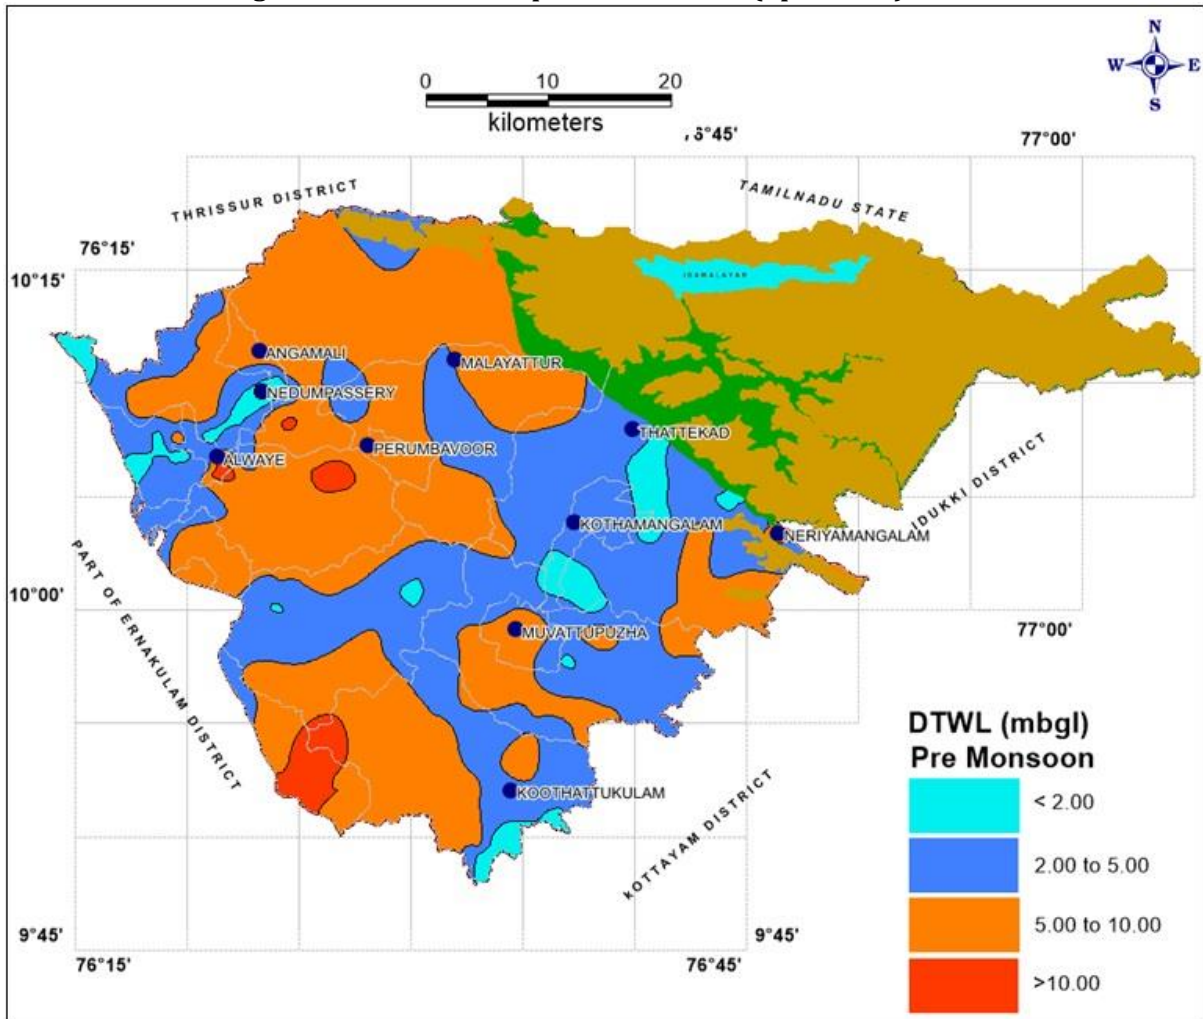 N
W E
S
0 10 20
kilometers
76°15'
77°00'
THRISSUR DISTRICT
TAMILNADU STATE
10°15'
ANGAMALI
MALAYATTUR
NEDUMPASSERY
THATTEKAD
PERUMBAVOOR
ALWAYE
KOTHAMANGALAM
NERIYAMANGALAM
IDUKKI DISTRICT
PART OF ERNAKULAM DISTRICT
10°00'
77°00'
MUVATTUPUZHA
KOOTHATTUKULAM
kOTTAYAM DISTRICT
DTWL (mbgl)
Pre Monsoon
< 2.00
2.00 to 5.00
5.00 to 10.00
>10.00
9°45'
9°45'
76°15'
76°45'